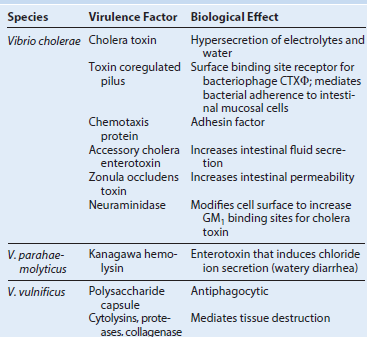 Species Virulence Factor Biological Effect
Vibrio cholerae Cholera toxin Hypersecretion of electrolytes and
water
Toxin coregulated Surface binding site receptor for
pilus bacteriophage CTXΦ; mediates
bacterial adherence to intesti-
nal mucosal cells
Chemotaxis Adhesin factor
protein
Accessory cholera Increases intestinal fluid secre-
enterotoxin tion
Zonula occludens Increases intestinal permeability
toxin
Neuraminidase Modifies cell surface to increase
GM1 binding sites for cholera
toxin
V. parahae- Kanagawa hemo- Enterotoxin that induces chloride
molyticus lysin ion secretion (watery diarrhea)
V. vulnificus Polysaccharide Antiphagocytic
capsule
Cytolysins, prote- Mediates tissue destruction
ases, collagenase